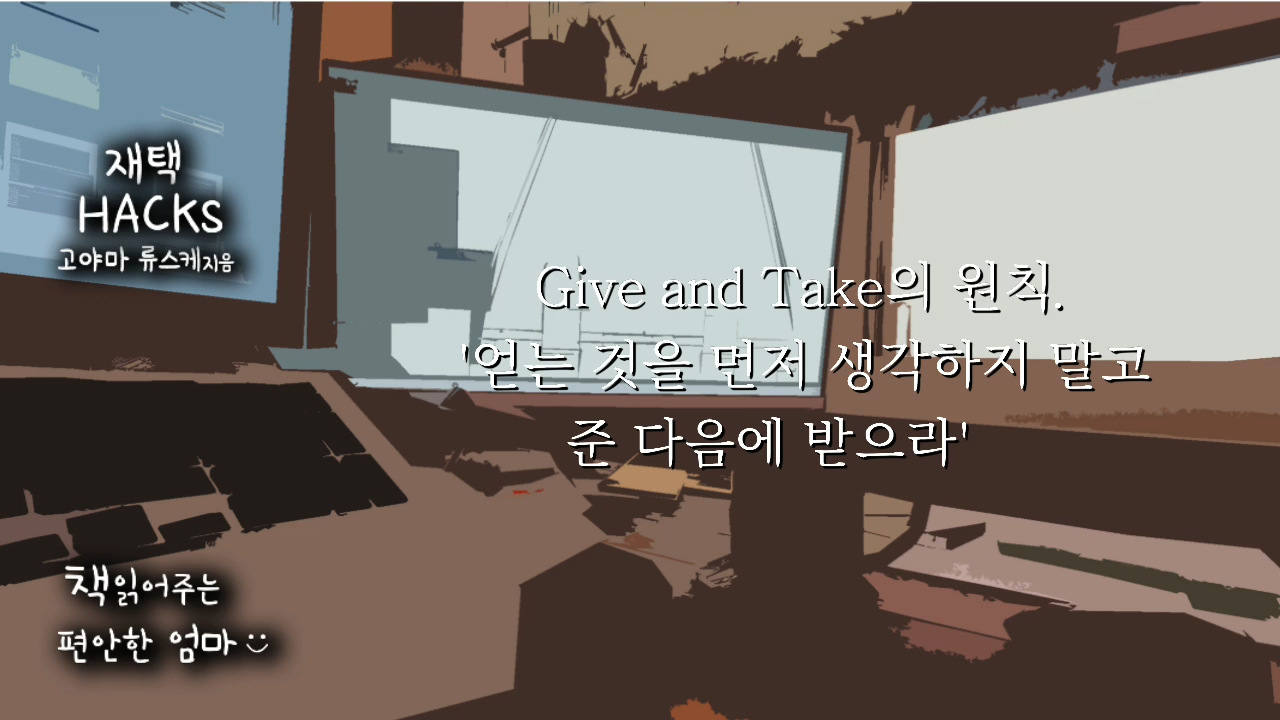 재택
HACKS
고야마 류스케지음
Give and Take의 원칙.
'얻는 것을 먼저 생각하지 말고
준 다음에 받으라'
책읽어주는
편안한 엄마